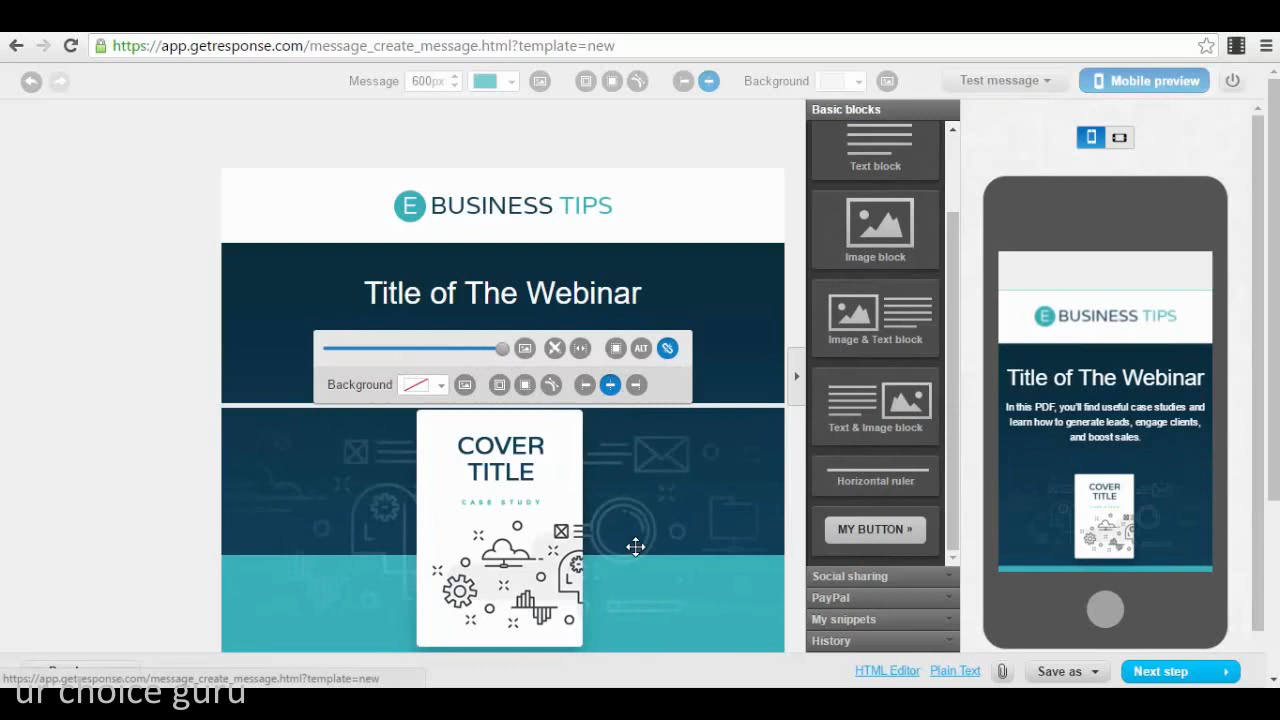 https://app.getresponse.com/message_create_message.html?template=new
Message 600px Background Test message Mobile preview
Basic blocks
Text block
Image block
Image & Text block
Text & Image block
Horizontal ruler
MY BUTTON »
Social sharing
PayPal
My snippets
History
E BUSINESS TIPS
Title of The Webinar
ALT
Background
COVER
TITLE
CASE STUDY
E BUSINESS TIPS
Title of The Webinar
In this PDF, you'll find useful case studies and
learn how to generate leads, engage clients,
and boost sales.
COVER
TITLE
HTML Editor Plain Text Save as Next step
https://app.getresponse.com/message_create_message.html?template=new
ur choice guru